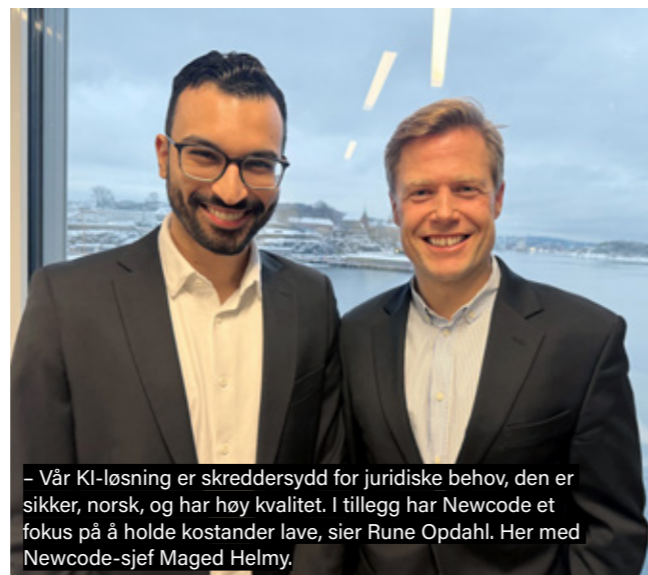 – Vår KI-løsning er skreddersydd for juridiske behov, den er
sikker, norsk, og har høy kvalitet. I tillegg har Newcode et
fokus på å holde kostander lave, sier Rune Opdahl. Her med
Newcode-sjef Maged Helmy.